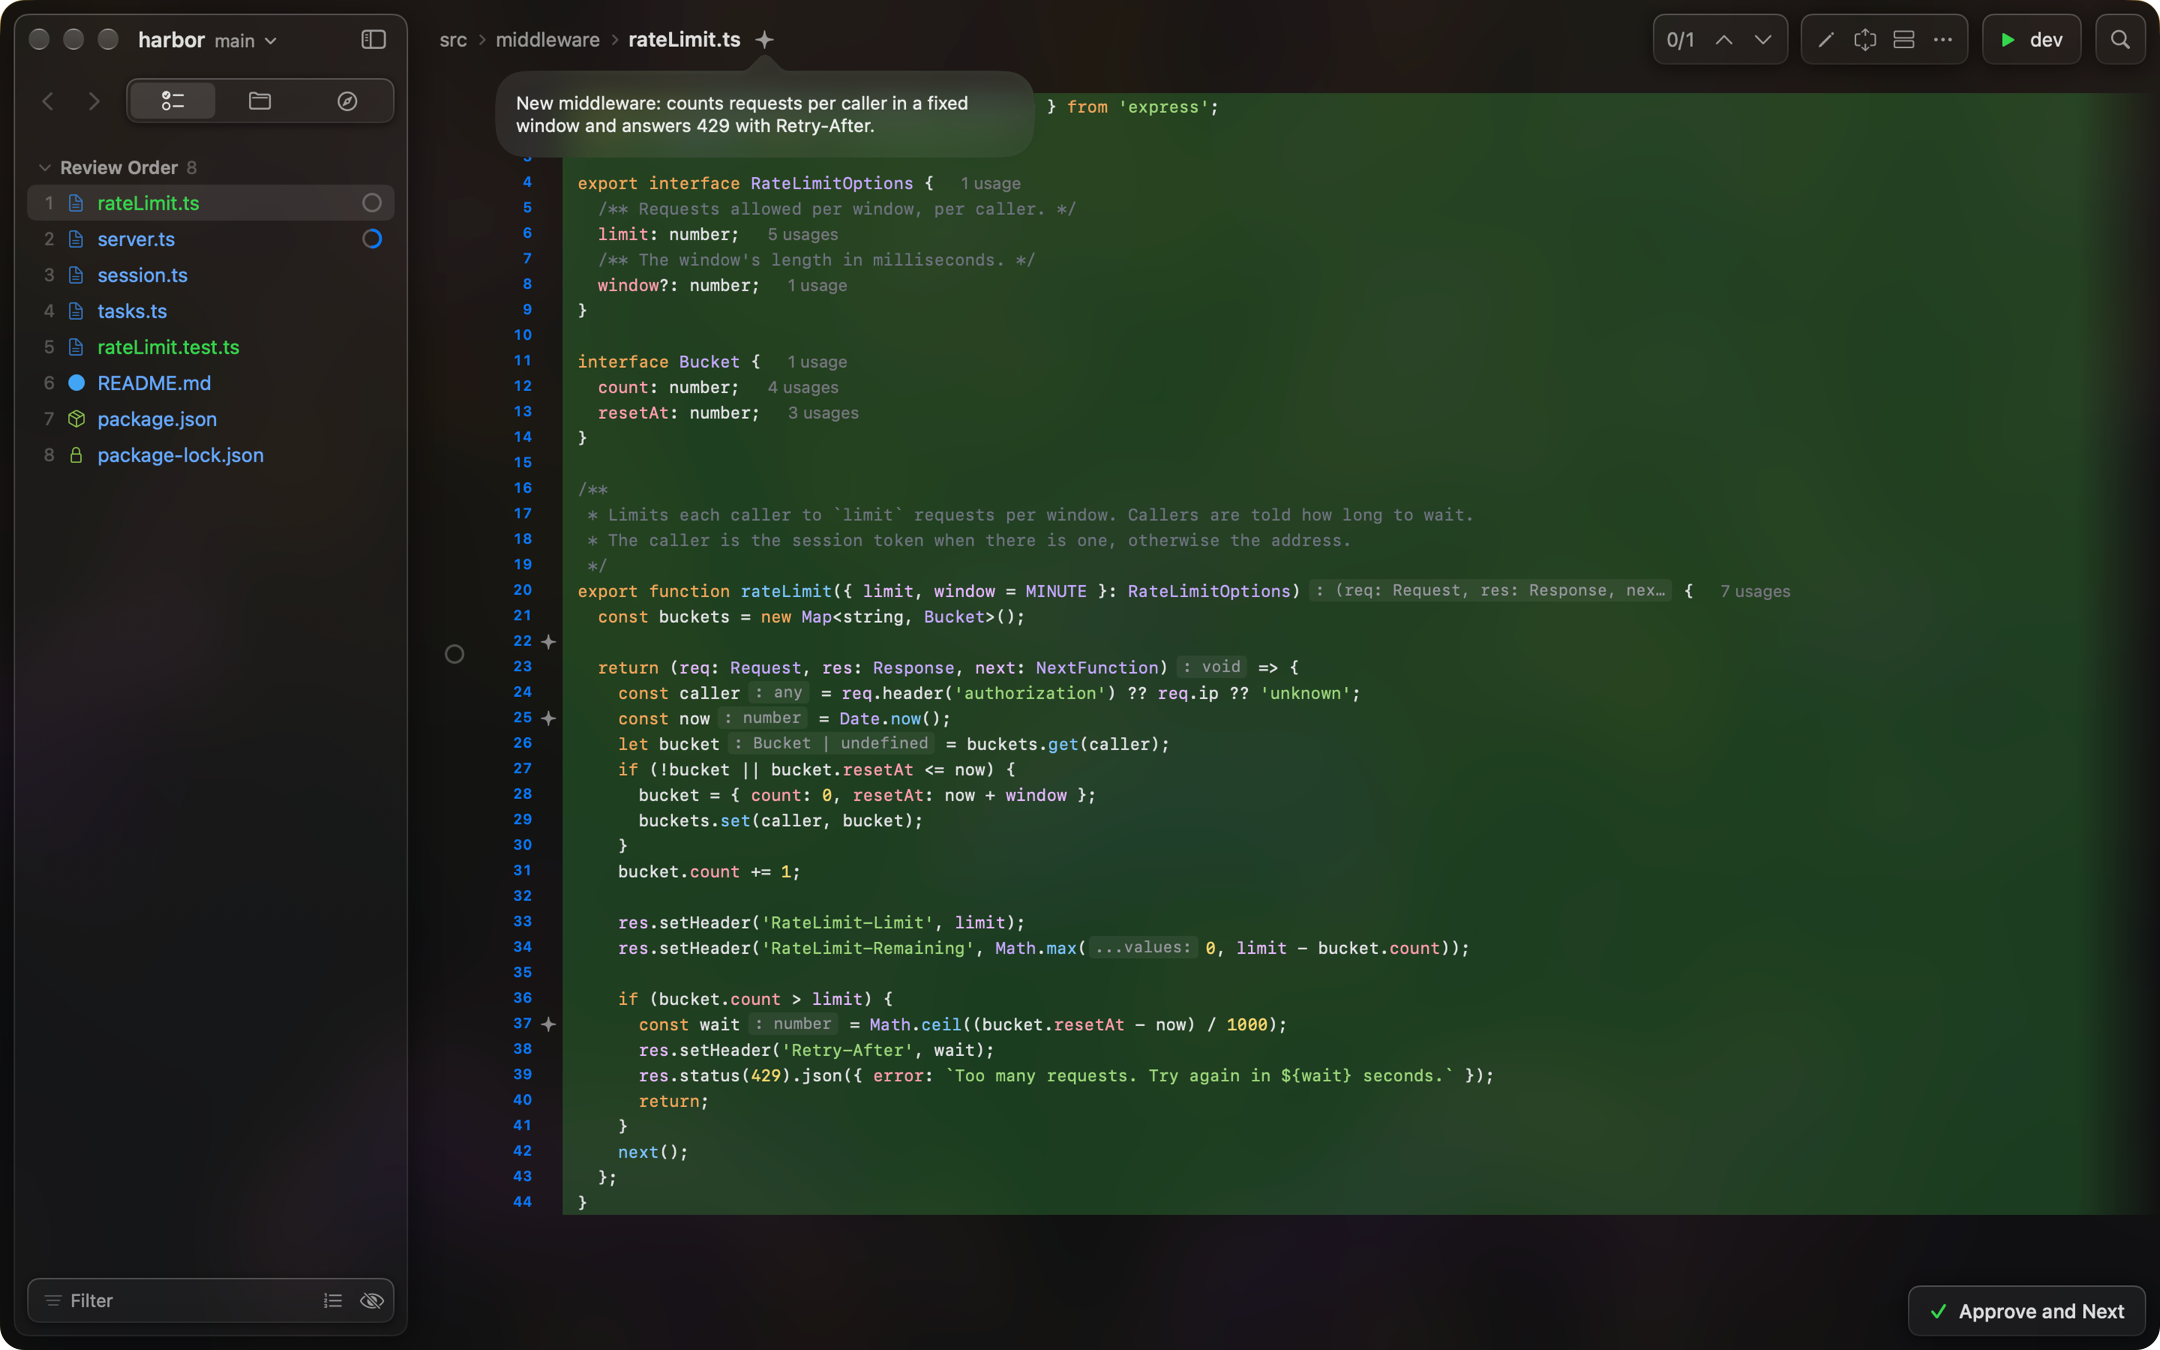 harbor main
src › middleware › rateLimit.ts
0/1
dev
New middleware: counts requests per caller in a fixed
window and answers 429 with Retry-After.
Review Order 8
1 rateLimit.ts
2 server.ts
3 session.ts
4 tasks.ts
5 rateLimit.test.ts
6 README.md
7 package.json
8 package-lock.json
Filter
} from 'express';
3
4 export interface RateLimitOptions { 1 usage
5 /** Requests allowed per window, per caller. */
6 limit: number; 5 usages
7 /** The window's length in milliseconds. */
8 window?: number; 1 usage
9 }
10
11 interface Bucket { 1 usage
12 count: number; 4 usages
13 resetAt: number; 3 usages
14 }
15
16 /**
17 * Limits each caller to `limit` requests per window. Callers are told how long to wait.
18 * The caller is the session token when there is one, otherwise the address.
19 */
20 export function rateLimit({ limit, window = MINUTE }: RateLimitOptions) : (req: Request, res: Response, nex… { 7 usages
21 const buckets = new Map<string, Bucket>();
22
23 return (req: Request, res: Response, next: NextFunction) : void => {
24 const caller : any = req.header('authorization') ?? req.ip ?? 'unknown';
25 const now : number = Date.now();
26 let bucket : Bucket | undefined = buckets.get(caller);
27 if (!bucket || bucket.resetAt <= now) {
28 bucket = { count: 0, resetAt: now + window };
29 buckets.set(caller, bucket);
30 }
31 bucket.count += 1;
32
33 res.setHeader('RateLimit-Limit', limit);
34 res.setHeader('RateLimit-Remaining', Math.max( ...values: 0, limit - bucket.count));
35
36 if (bucket.count > limit) {
37 const wait : number = Math.ceil((bucket.resetAt - now) / 1000);
38 res.setHeader('Retry-After', wait);
39 res.status(429).json({ error: `Too many requests. Try again in ${wait} seconds.` });
40 return;
41 }
42 next();
43 };
44 }
Approve and Next